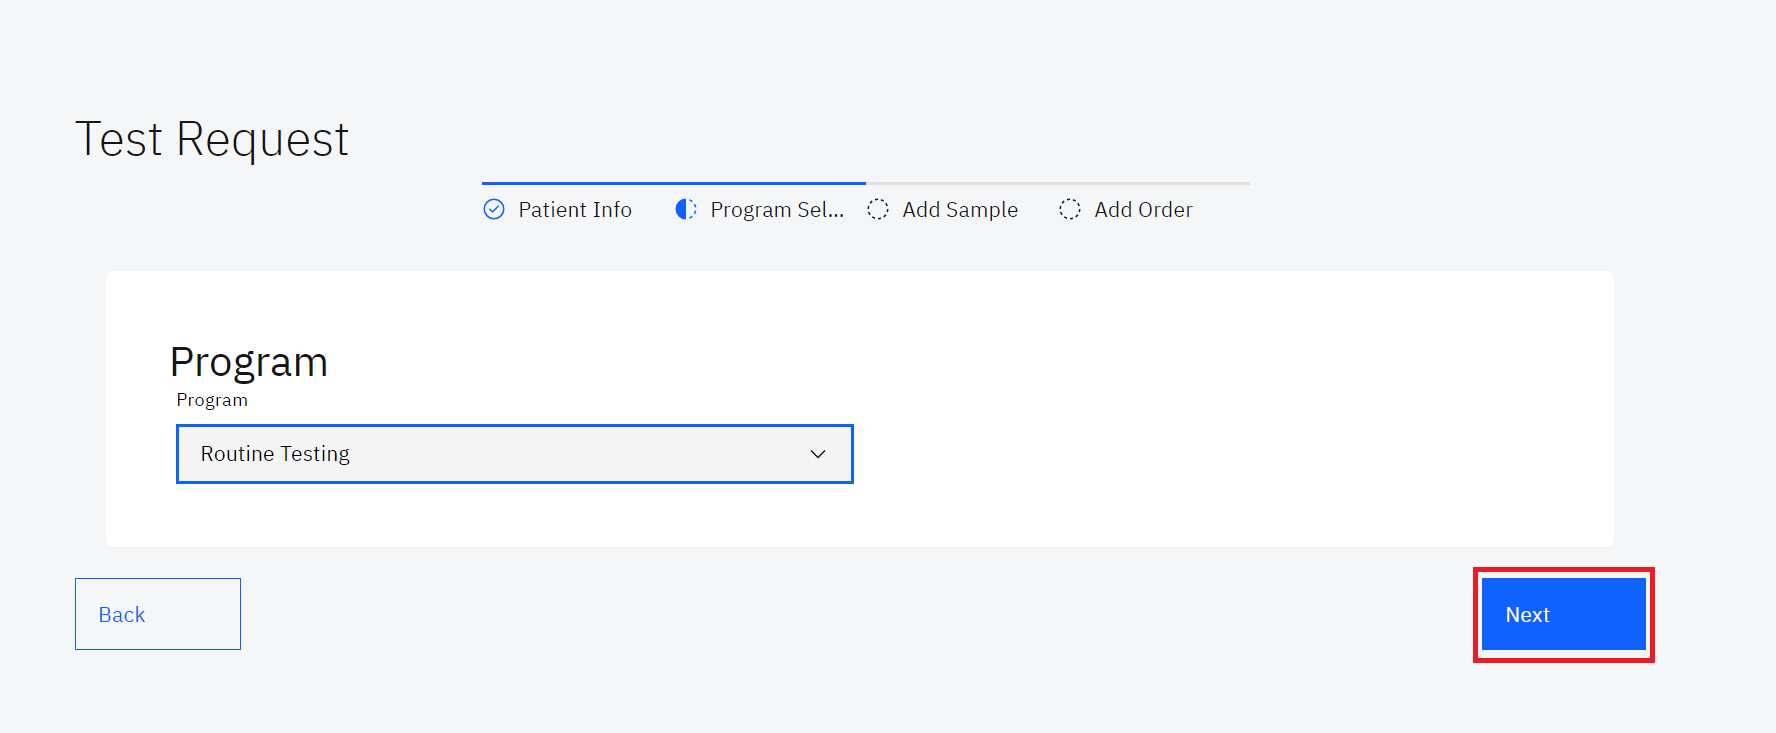 Test Request
Patient Info
Program Sel...
Add Sample
Add Order
Program
Program
Routine Testing
Back
Next